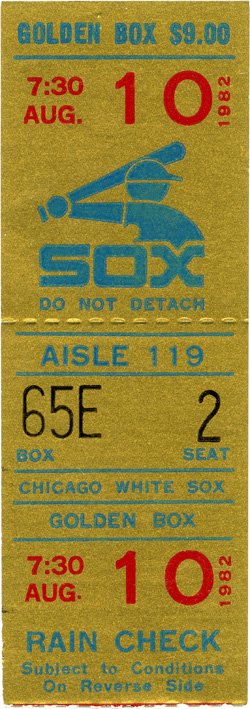 GOLDEN BOX $9.00
7:30 AUG. 10 1982
SOX
DO NOT DETACH
AISLE 119
65E 2
BOX SEAT
CHICAGO WHITE SOX
GOLDEN BOX
7:30 AUG. 10 1982
RAIN CHECK
Subject to Conditions
On Reverse Side